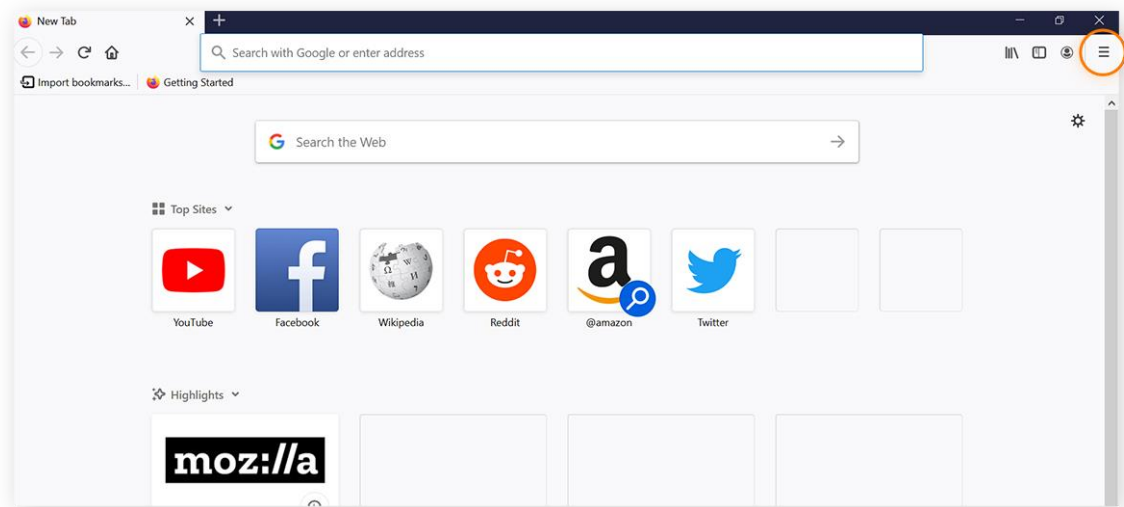 New Tab
Search with Google or enter address
Import bookmarks... Getting Started
Search the Web
Top Sites
YouTube Facebook Wikipedia Reddit @amazon Twitter
Highlights
moz://a